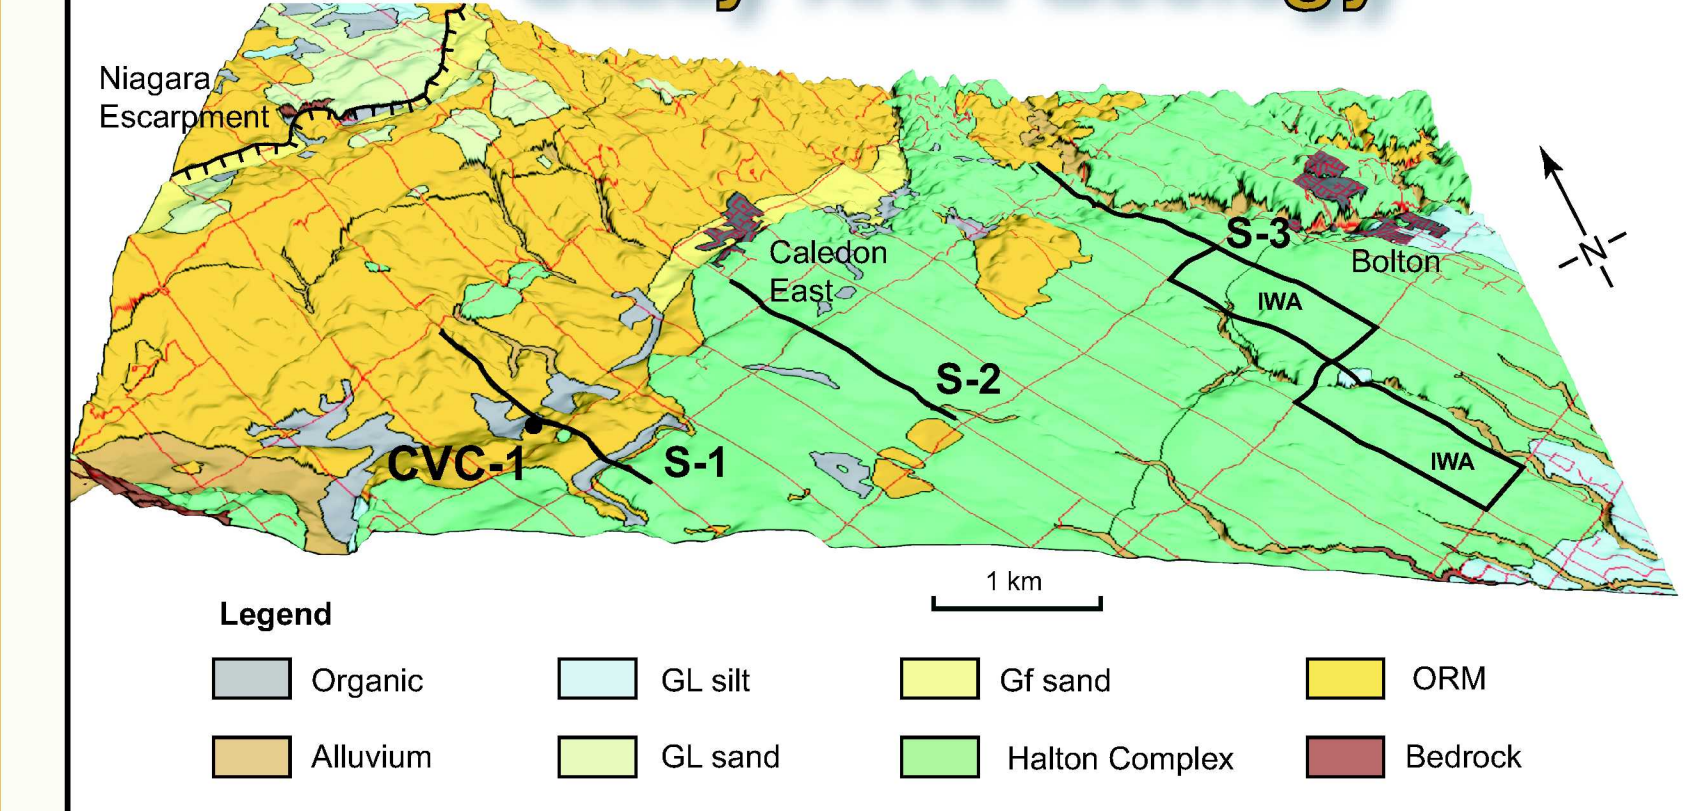 Niagara
Escarpment
Caledon
East
S-3
Bolton
IWA
S-2
CVC-1
S-1
IWA
N
1 km
Legend
Organic
GL silt
Gf sand
ORM
Alluvium
GL sand
Halton Complex
Bedrock